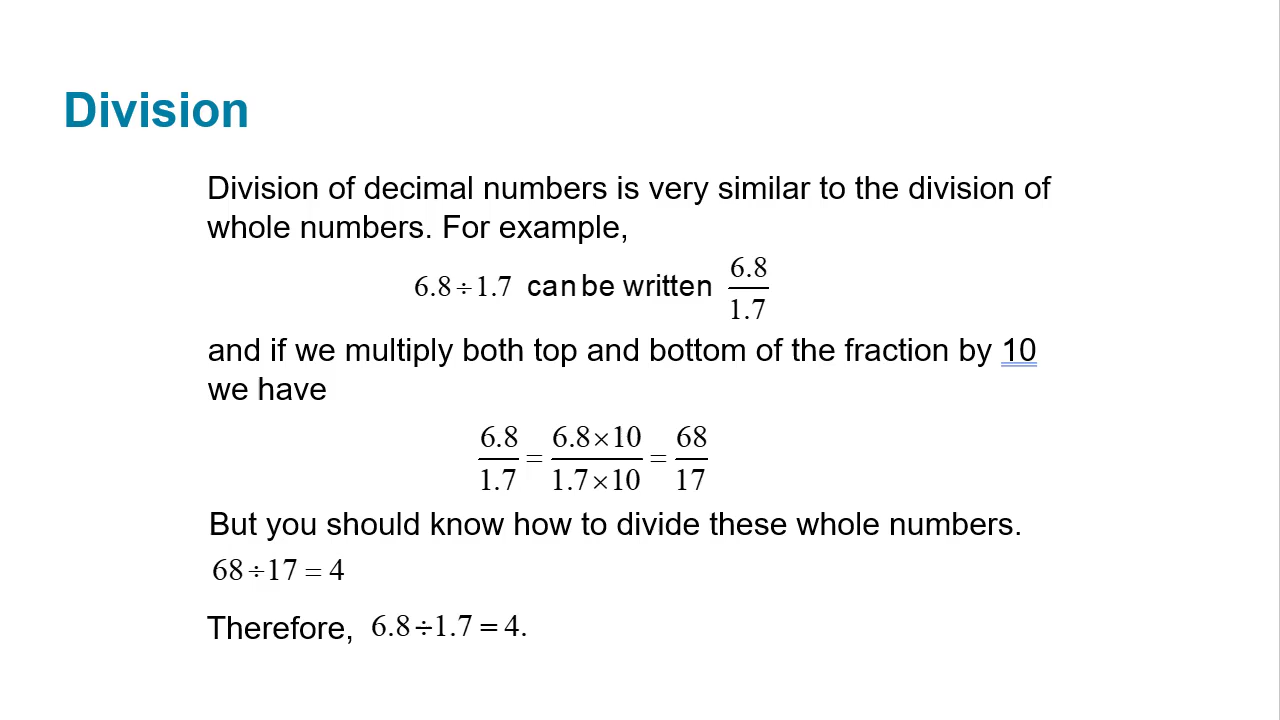 Division
Division of decimal numbers is very similar to the division of
whole numbers. For example,
6.8 ÷ 1.7 can be written 6.8/1.7
and if we multiply both top and bottom of the fraction by 10
we have
6.8/1.7 = 6.8×10/1.7×10 = 68/17
But you should know how to divide these whole numbers.
68 ÷ 17 = 4
Therefore, 6.8 ÷ 1.7 = 4.